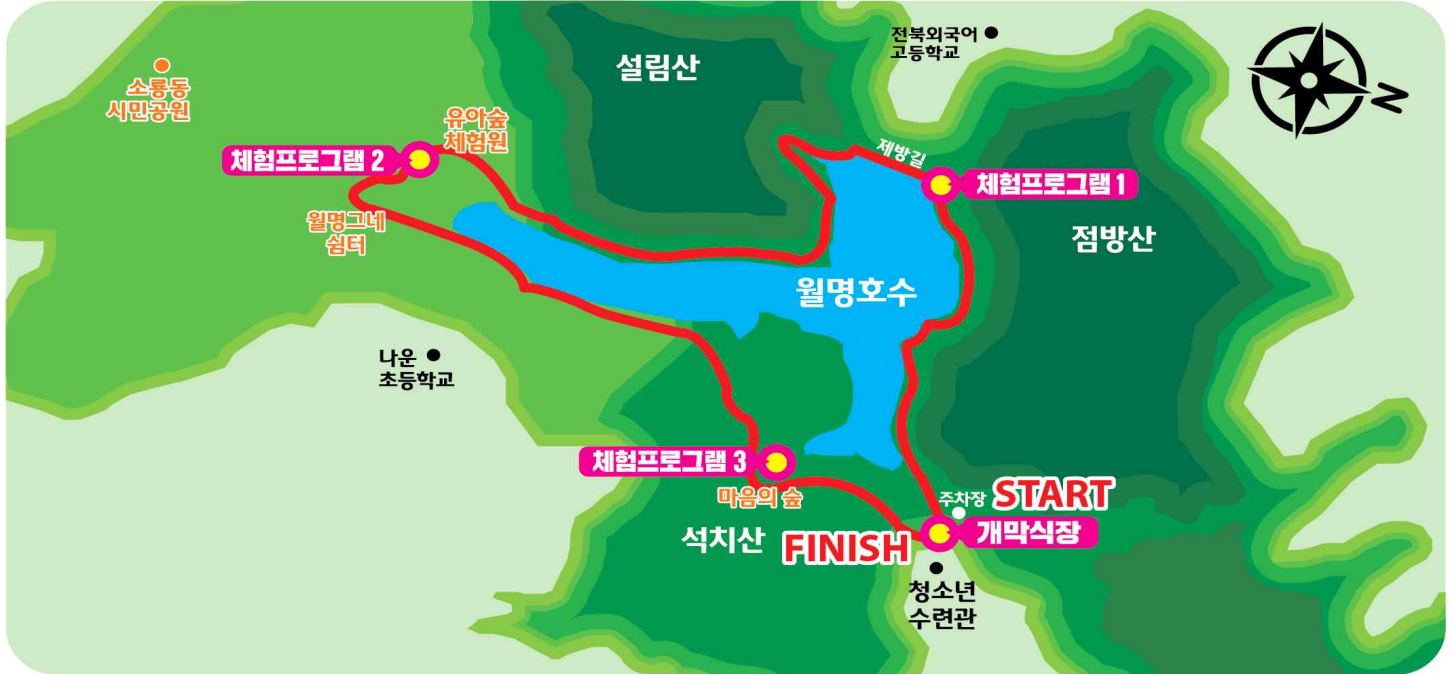 전북외국어
고등학교
설림산
N
소룡동
시민공원
유아숲
체험원
체험프로그램 2
제방길
체험프로그램 1
월명그네
쉼터
점방산
월명호수
나운
초등학교
체험프로그램 3
마음의 숲
주차장
START
석치산
FINISH
개막식장
청소년
수련관